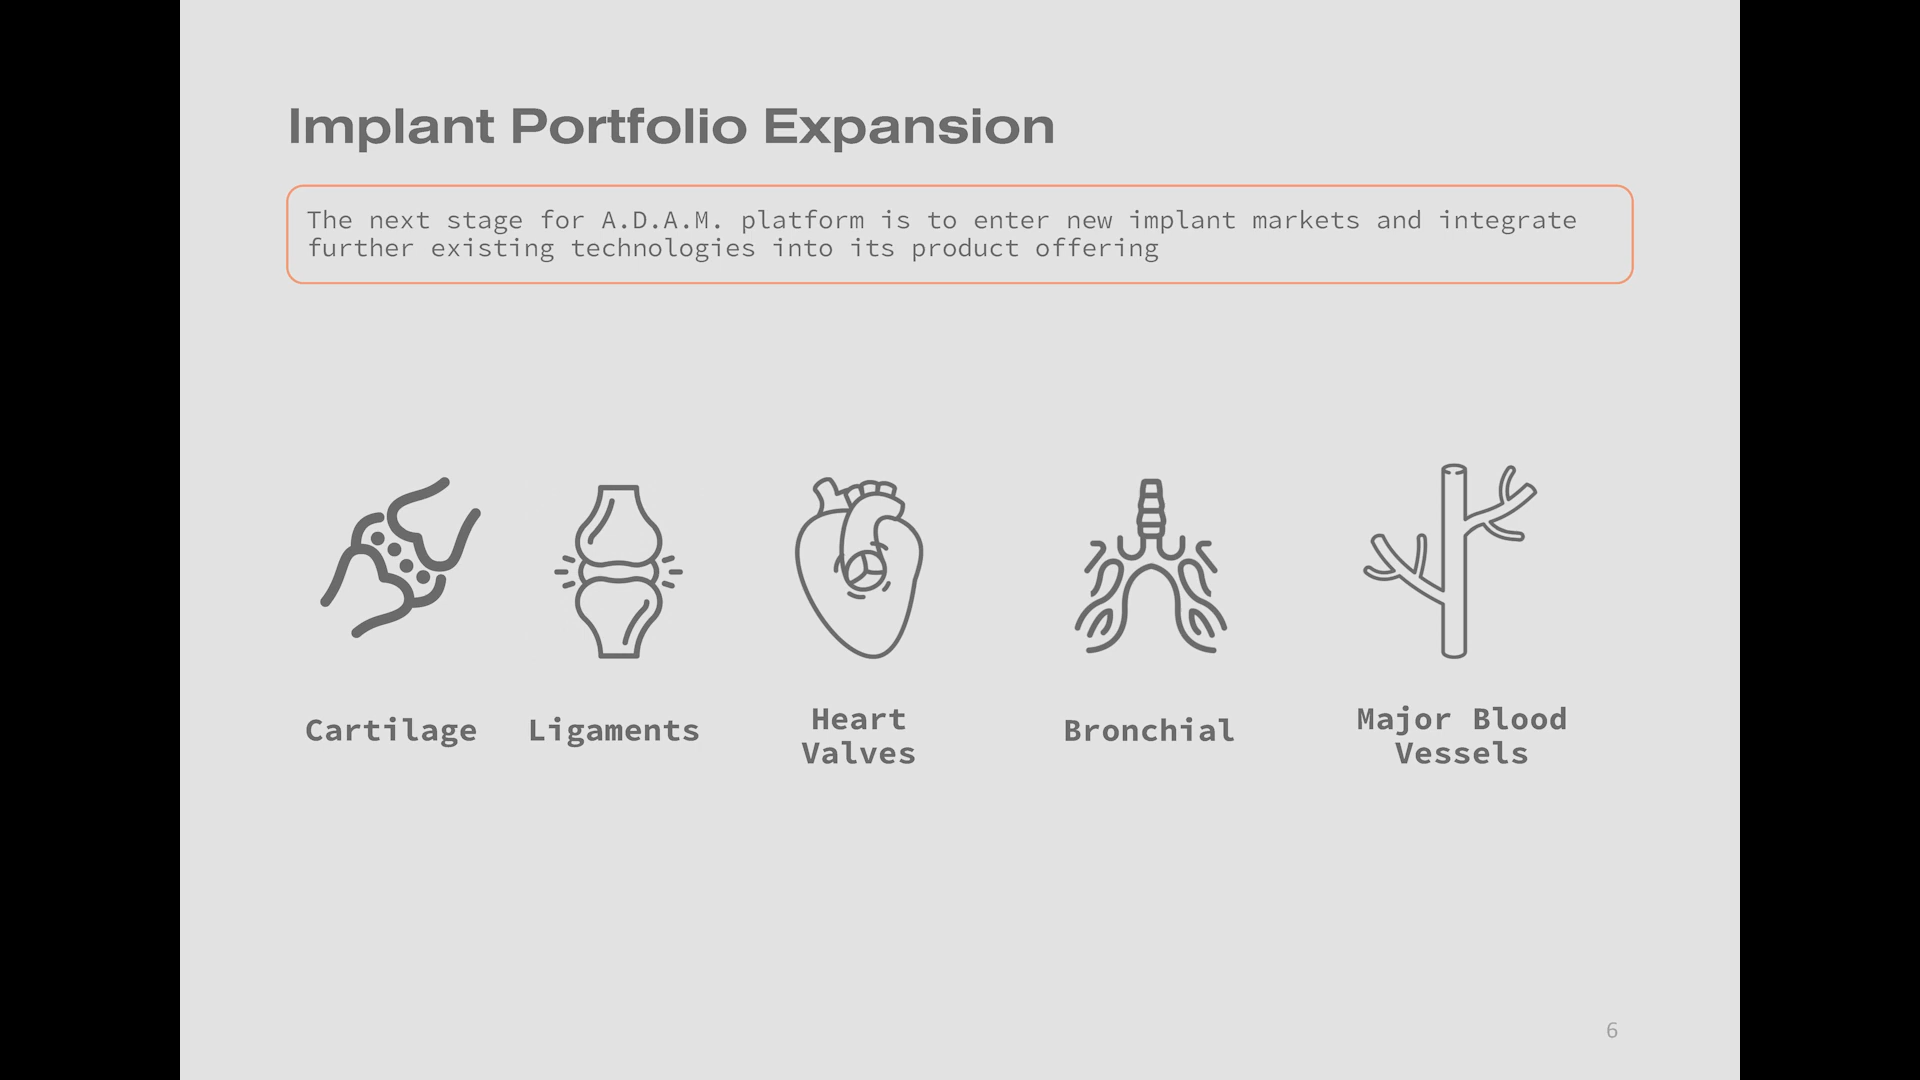 Implant Portfolio Expansion
The next stage for A.D.A.M. platform is to enter new implant markets and integrate
further existing technologies into its product offering
Cartilage
Ligaments
Heart
Valves
Bronchial
Major Blood
Vessels
6